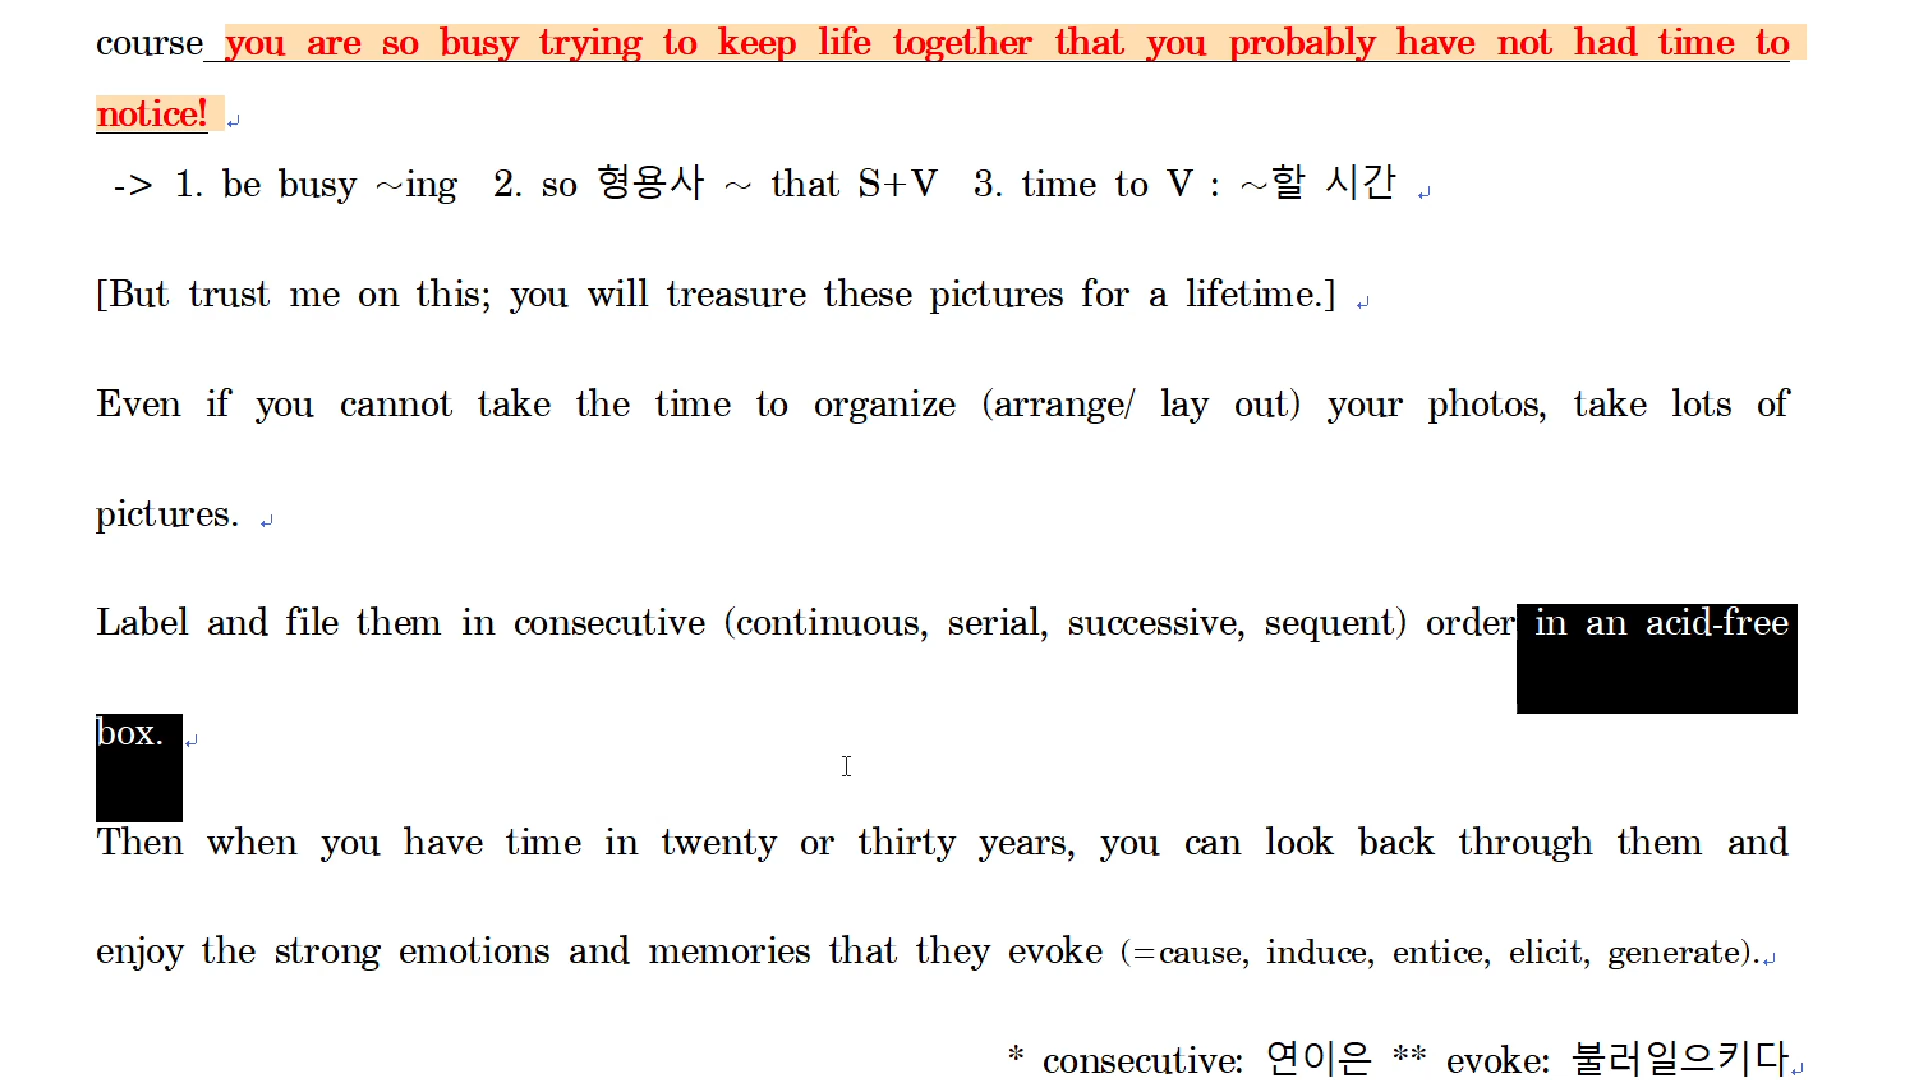 course you are so busy trying to keep life together that you probably have not had time to
notice!
-> 1. be busy ~ing 2. so 형용사 ~ that S+V 3. time to V : ~할 시간
[But trust me on this; you will treasure these pictures for a lifetime.]
Even if you cannot take the time to organize (arrange/ lay out) your photos, take lots of
pictures.
Label and file them in consecutive (continuous, serial, successive, sequent) order in an acid-free
box.
Then when you have time in twenty or thirty years, you can look back through them and
enjoy the strong emotions and memories that they evoke (=cause, induce, entice, elicit, generate).
* consecutive: 연이은 ** evoke: 불러일으키다